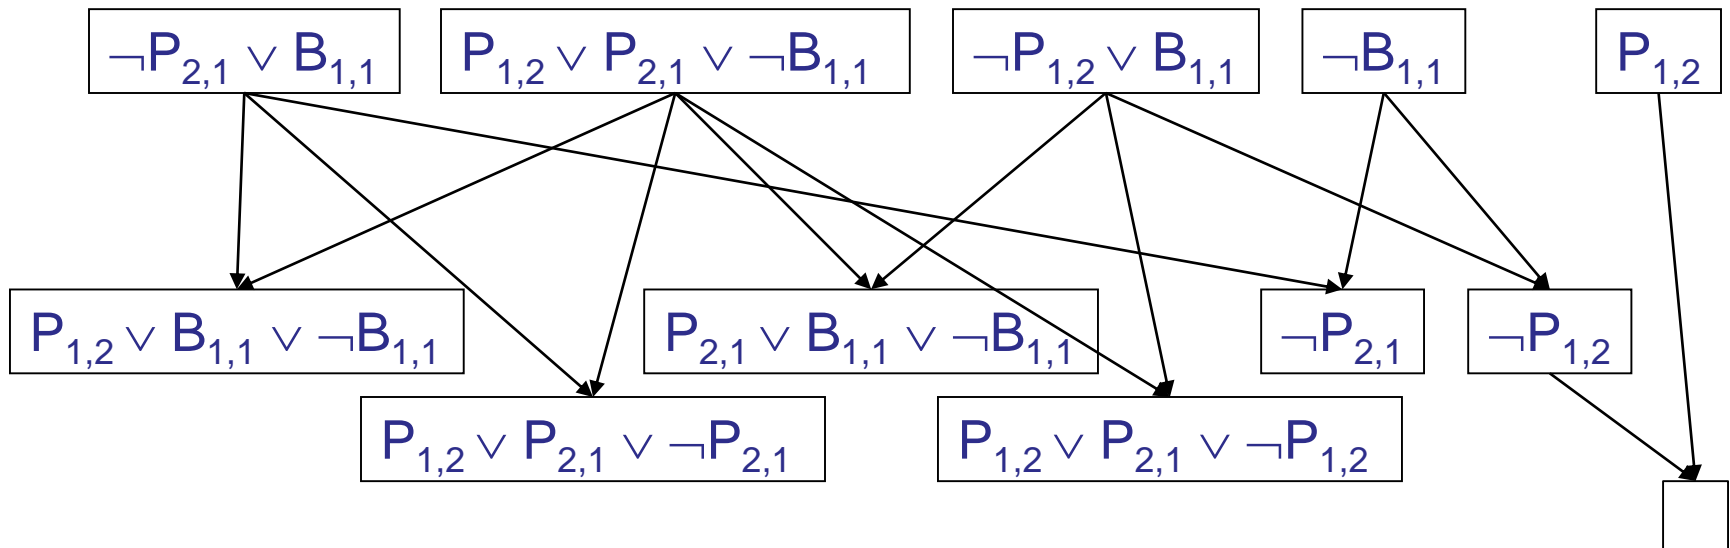 ¬P2,1 ∨ B1,1
P1,2 ∨ P2,1 ∨ ¬B1,1
¬P1,2 ∨ B1,1
¬B1,1
P1,2
P1,2 ∨ B1,1 ∨ ¬B1,1
P2,1 ∨ B1,1 ∨ ¬B1,1
¬P2,1
¬P1,2
P1,2 ∨ P2,1 ∨ ¬P2,1
P1,2 ∨ P2,1 ∨ ¬P1,2